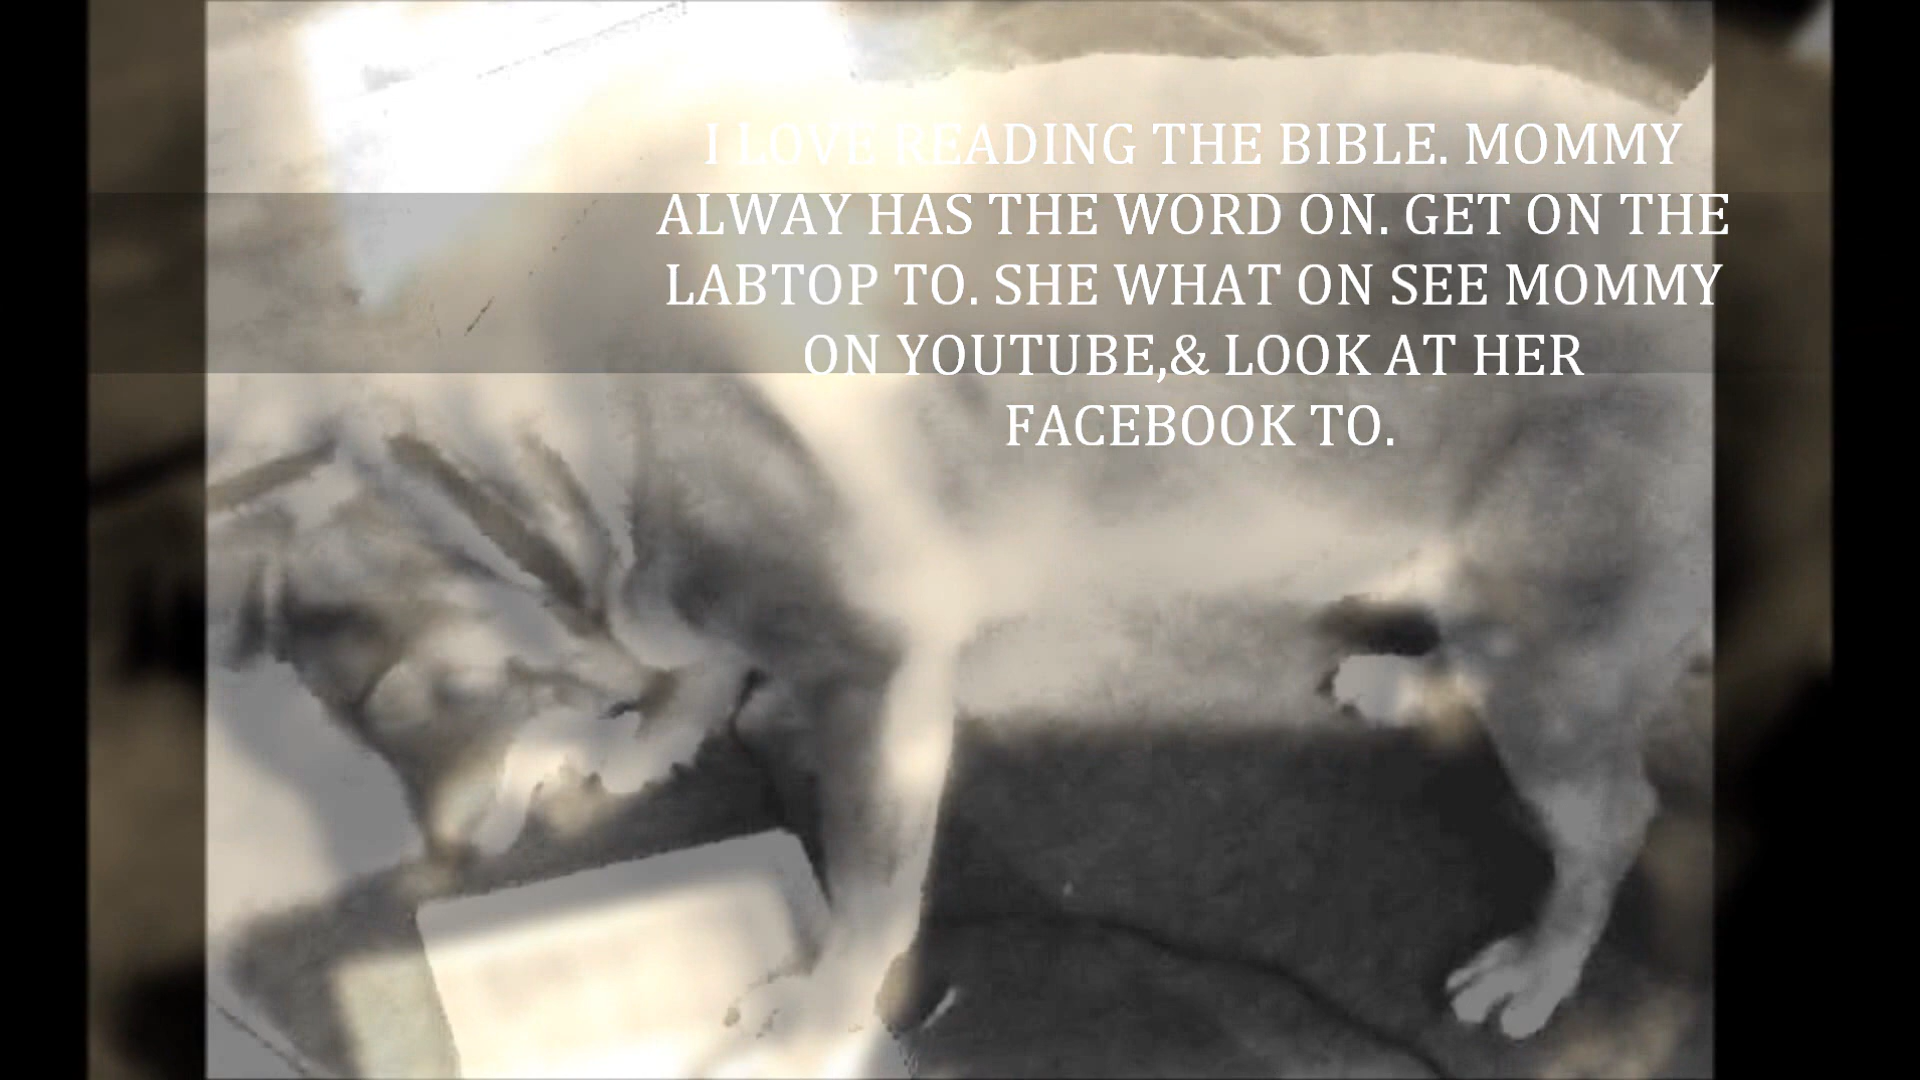 I LOVE READING THE BIBLE. MOMMY
ALWAY HAS THE WORD ON. GET ON THE
LABTOP TO. SHE WHAT ON SEE MOMMY
ON YOUTUBE,& LOOK AT HER
FACEBOOK TO.